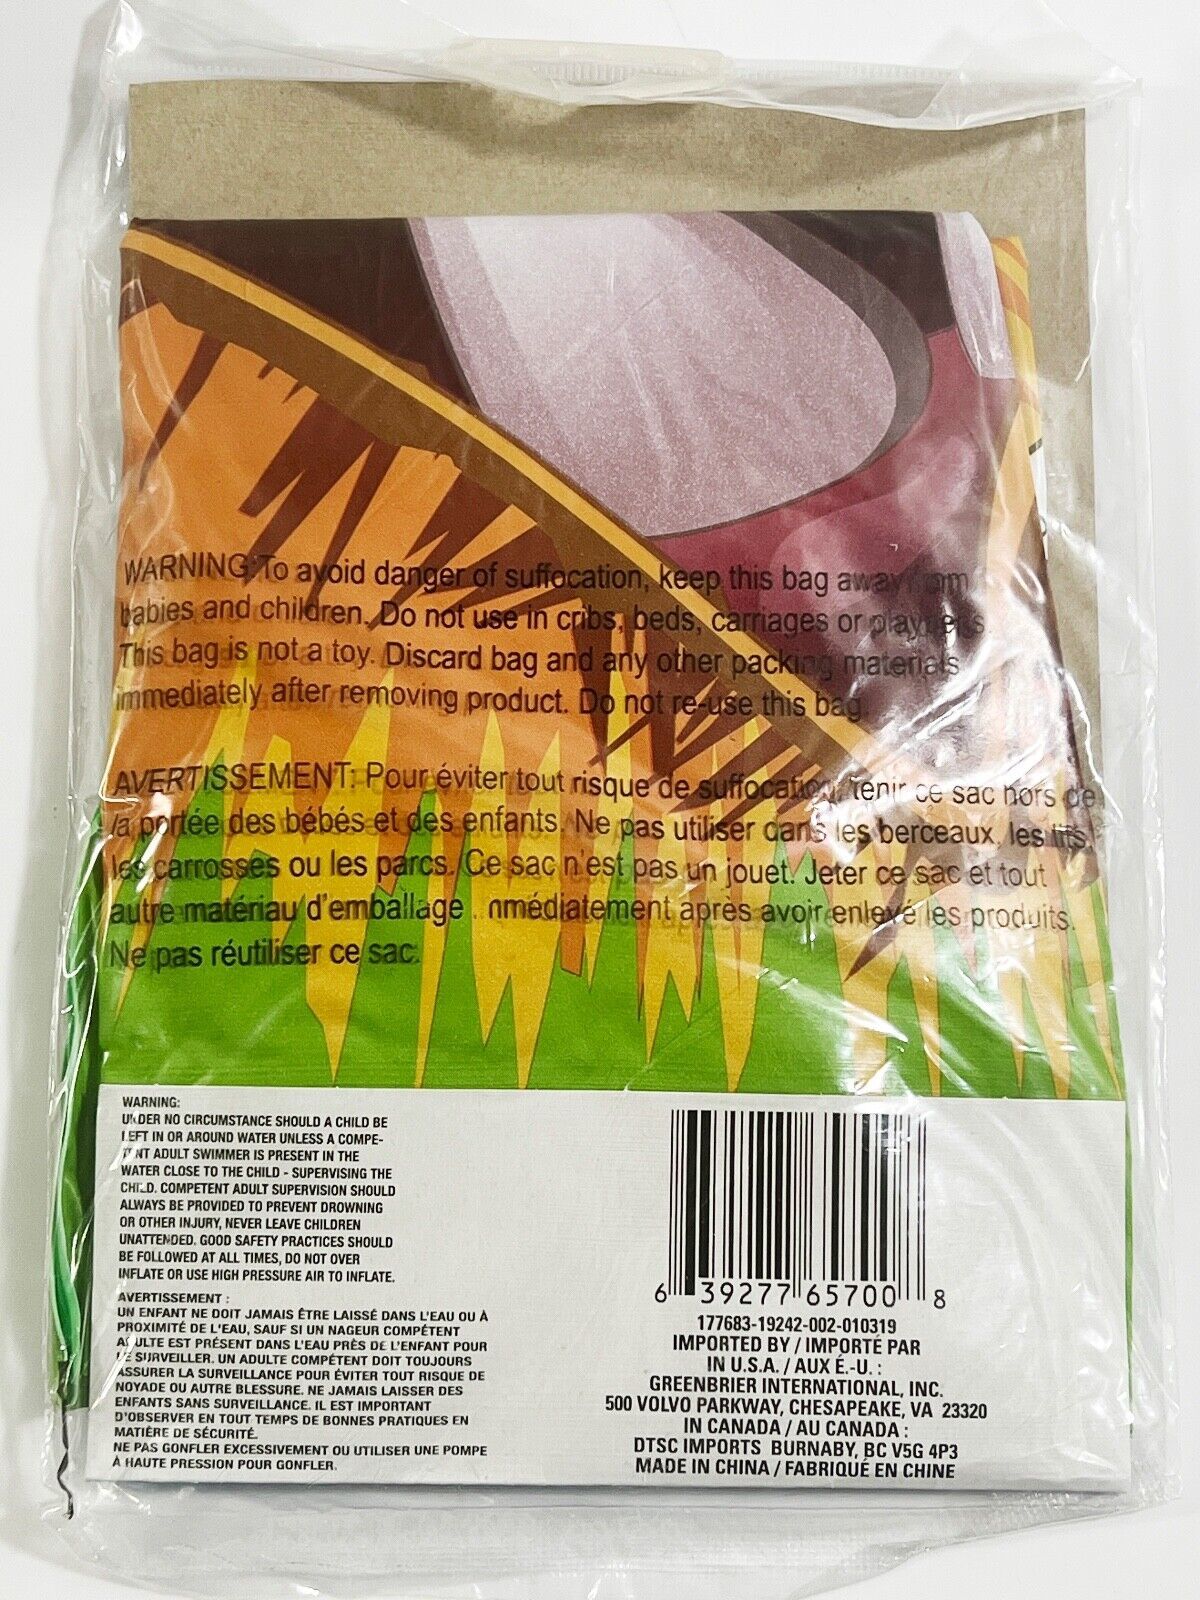 WARNING: To avoid danger of suffocation, keep this bag away from
babies and children. Do not use in cribs, beds, carriages or playpens.
This bag is not a toy. Discard bag and any other packing materials
immediately after removing product. Do not re-use this bag
AVERTISSEMENT: Pour éviter tout risque de suffocation, tenir ce sac hors de
la portée des bébés et des enfants. Ne pas utiliser dans les berceaux, les lits,
les carrosses ou les parcs. Ce sac n'est pas un jouet. Jeter ce sac et tout
autre matériau d'emballage . nmédiatement après avoir enlevé les produits.
Ne pas réutiliser ce sac.
WARNING:
UNDER NO CIRCUMSTANCE SHOULD A CHILD BE
LEFT IN OR AROUND WATER UNLESS A COMPE-
TENT ADULT SWIMMER IS PRESENT IN THE
WATER CLOSE TO THE CHILD - SUPERVISING THE
CHILD. COMPETENT ADULT SUPERVISION SHOULD
ALWAYS BE PROVIDED TO PREVENT DROWNING
OR OTHER INJURY, NEVER LEAVE CHILDREN
UNATTENDED. GOOD SAFETY PRACTICES SHOULD
BE FOLLOWED AT ALL TIMES, DO NOT OVER
INFLATE OR USE HIGH PRESSURE AIR TO INFLATE.
AVERTISSEMENT :
UN ENFANT NE DOIT JAMAIS ÊTRE LAISSÉ DANS L'EAU OU À
PROXIMITÉ DE L'EAU, SAUF SI UN NAGEUR COMPÉTENT
ADULTE EST PRÉSENT DANS L'EAU PRÈS DE L'ENFANT POUR
LE SURVEILLER. UN ADULTE COMPÉTENT DOIT TOUJOURS
ASSURER LA SURVEILLANCE POUR ÉVITER TOUT RISQUE DE
NOYADE OU AUTRE BLESSURE. NE JAMAIS LAISSER DES
ENFANTS SANS SURVEILLANCE. IL EST IMPORTANT
D'OBSERVER EN TOUT TEMPS DE BONNES PRATIQUES EN
MATIÈRE DE SÉCURITÉ.
NE PAS GONFLER EXCESSIVEMENT OU UTILISER UNE POMPE
À HAUTE PRESSION POUR GONFLER.
6 39277 65700 8
177683-19242-002-010319
IMPORTED BY / IMPORTÉ PAR
IN U.S.A. / AUX É.-U. :
GREENBRIER INTERNATIONAL, INC.
500 VOLVO PARKWAY, CHESAPEAKE, VA 23320
IN CANADA / AU CANADA :
DTSC IMPORTS BURNABY, BC V5G 4P3
MADE IN CHINA / FABRIQUÉ EN CHINE